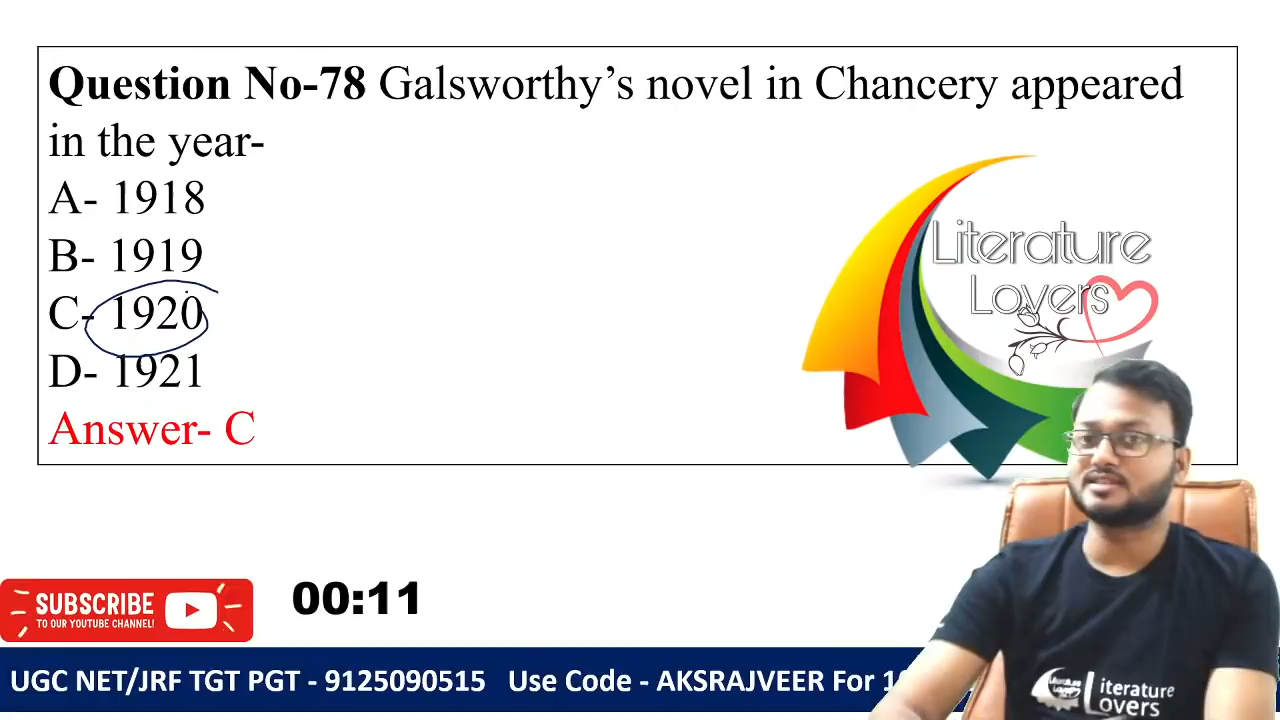 Question No-78 Galsworthy’s novel in Chancery appeared
in the year-
A- 1918
B- 1919
C- 1920
D- 1921
Answer- C
Literature
Lovers
SUBSCRIBE
TO OUR YOUTUBE CHANNEL!
00:11
UGC NET/JRF TGT PGT - 9125090515 Use Code - AKSRAJVEER For
Literature
Lovers